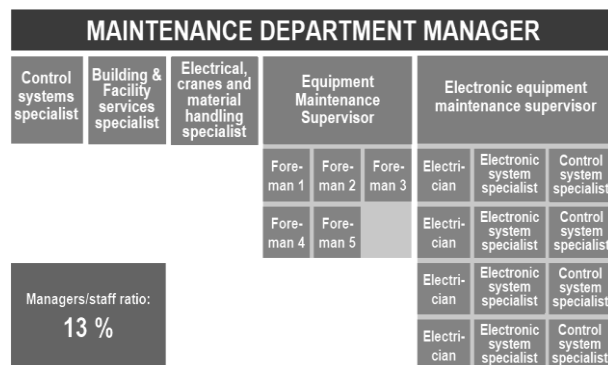 MAINTENANCE DEPARTMENT MANAGER
Control
systems
specialist
Building &
Facility
services
specialist
Electrical,
cranes and
material
handling
specialist
Equipment
Maintenance
Supervisor
Electronic equipment
maintenance supervisor
Fore-
man 1
Fore-
man 2
Fore-
man 3
Electri-
cian
Electronic
system
specialist
Control
system
specialist
Fore-
man 4
Fore-
man 5
Electri-
cian
Electronic
system
specialist
Control
system
specialist
Managers/staff ratio:
13 %
Electri-
cian
Electronic
system
specialist
Control
system
specialist
Electri-
cian
Electronic
system
specialist
Control
system
specialist